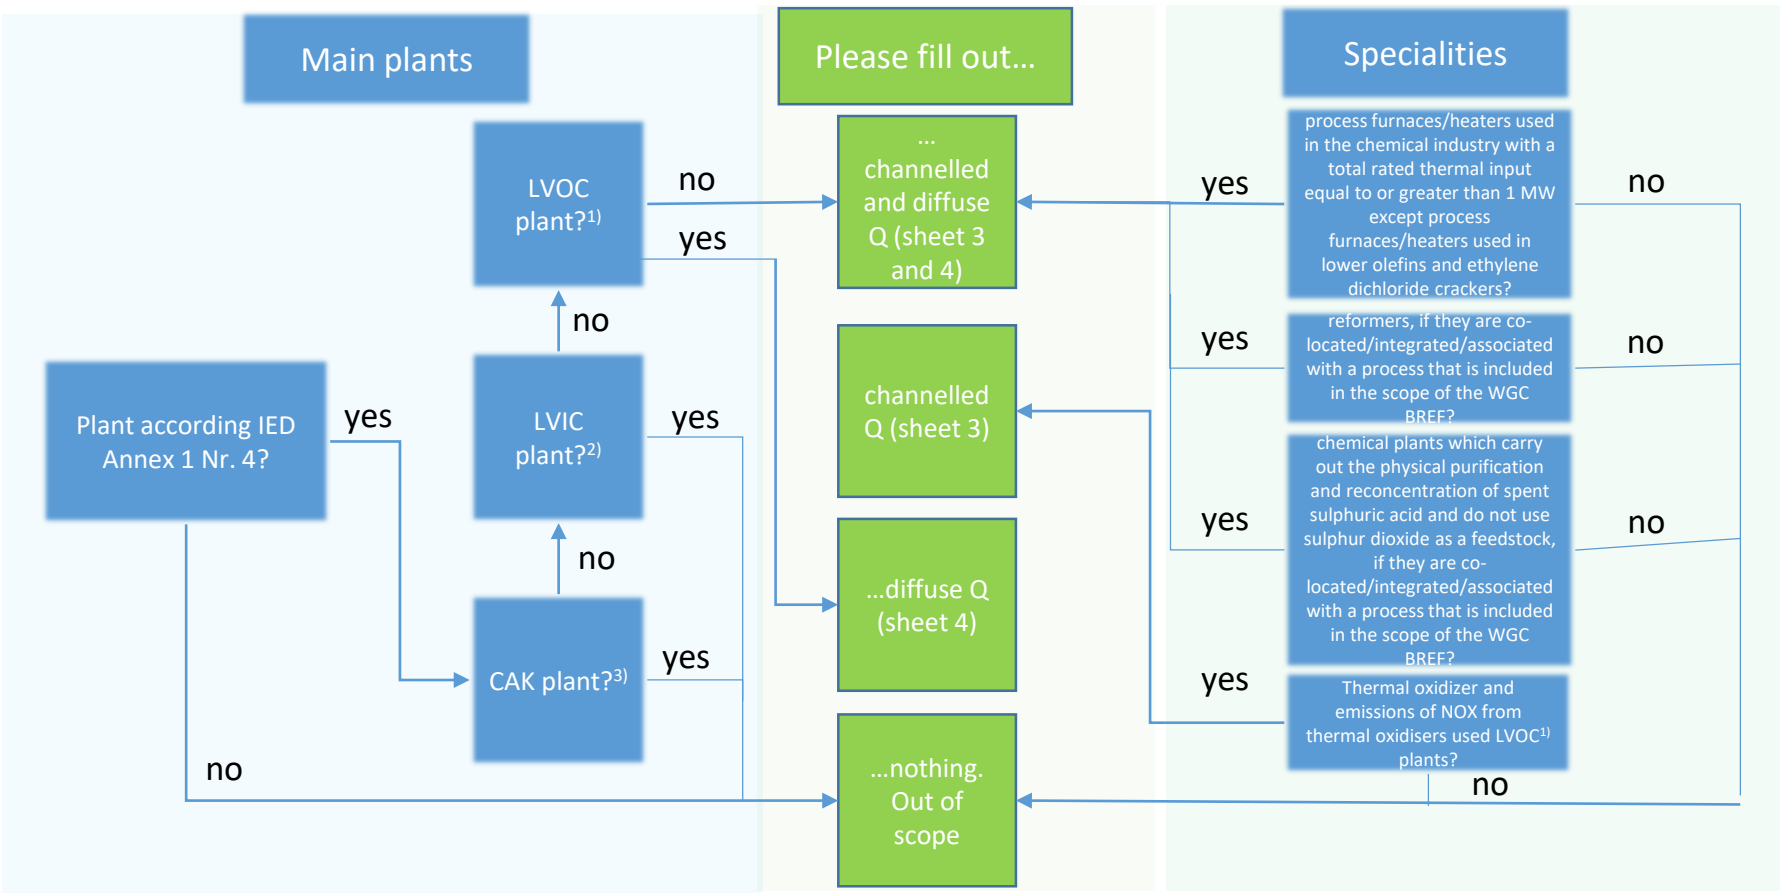 Main plants
Please fill out…
Specialities
LVOC
plant?1)
no
yes
no
LVIC
plant?2)
yes
Plant according IED
Annex 1 Nr. 4?
yes
no
CAK plant?3)
yes
no
…
channelled
and diffuse
Q (sheet 3
and 4)
channelled
Q (sheet 3)
…diffuse Q
(sheet 4)
…nothing.
Out of
scope
yes
process furnaces/heaters used
in the chemical industry with a
total rated thermal input
equal to or greater than 1 MW
except process
furnaces/heaters used in
lower olefins and ethylene
dichloride crackers?
no
yes
reformers, if they are co-
located/integrated/associated
with a process that is included
in the scope of the WGC
BREF?
no
yes
chemical plants which carry
out the physical purification
and reconcentration of spent
sulphuric acid and do not use
sulphur dioxide as a feedstock,
if they are co-
located/integrated/associated
with a process that is included
in the scope of the WGC
BREF?
no
yes
Thermal oxidizer and
emissions of NOX from
thermal oxidisers used LVOC1)
plants?
no